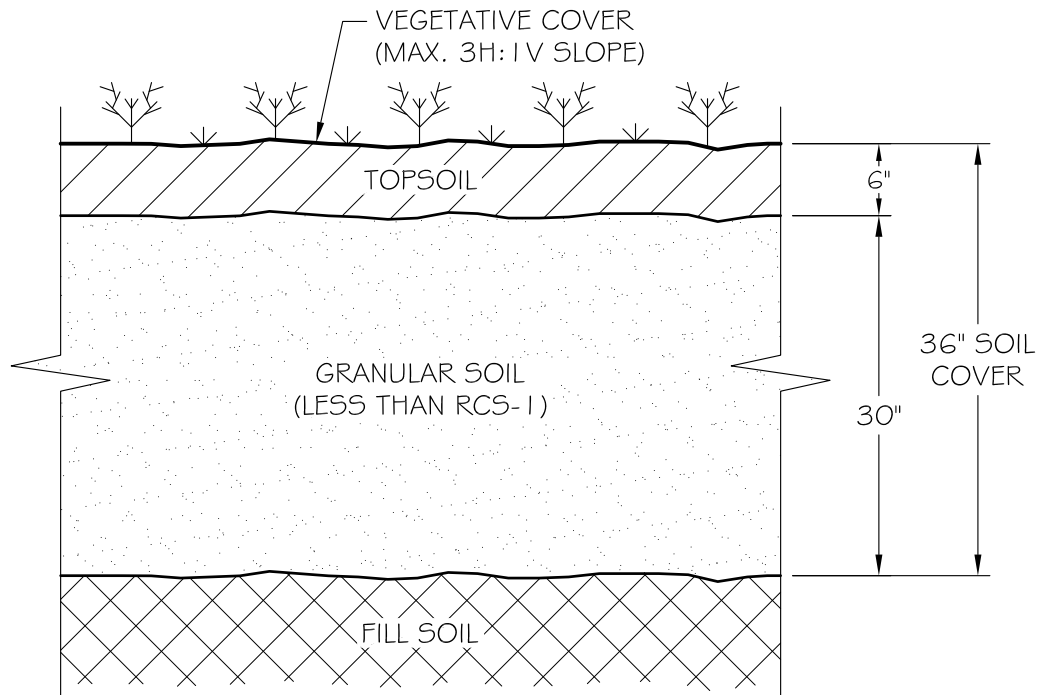 VEGETATIVE COVER
(MAX. 3H:1V SLOPE)
TOPSOIL
6"
36" SOIL
COVER
GRANULAR SOIL
(LESS THAN RCS-1)
30"
FILL SOIL